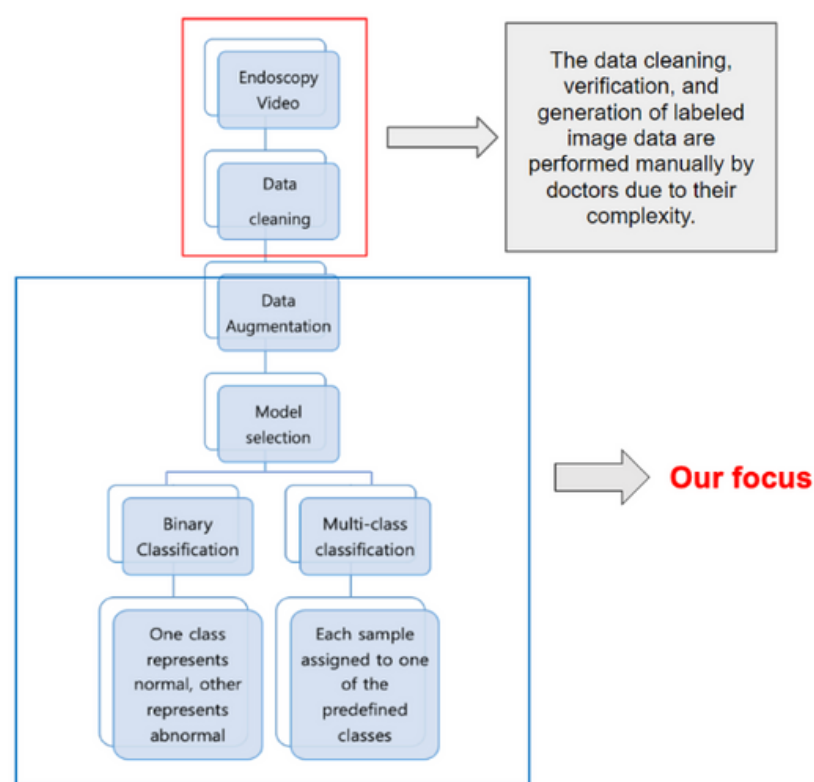 Endoscopy
Video
Data
cleaning
The data cleaning,
verification, and
generation of labeled
image data are
performed manually by
doctors due to their
complexity.
Data
Augmentation
Model
selection
Our focus
Binary
Classification
Multi-class
classification
One class
represents
normal, other
represents
abnormal
Each sample
assigned to one
of the
predefined
classes